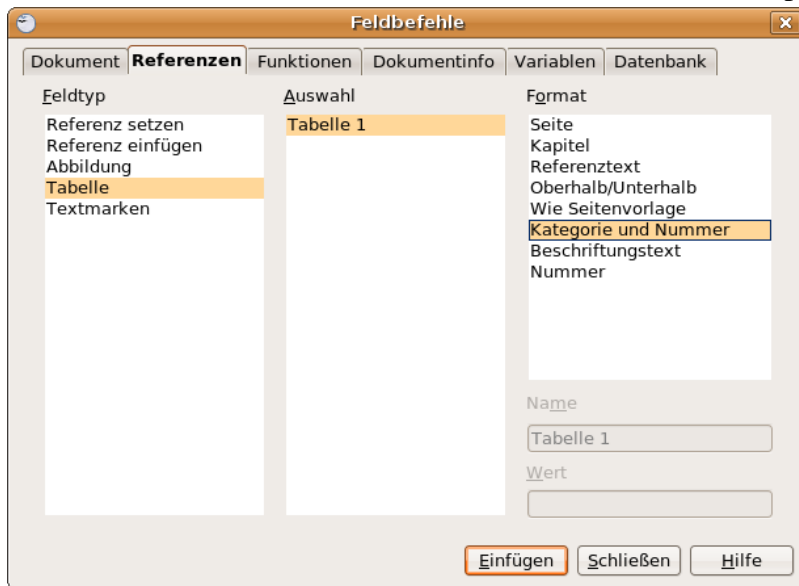 Feldbefehle
Dokument Referenzen Funktionen Dokumentinfo Variablen Datenbank
Feldtyp
Referenz setzen
Referenz einfügen
Abbildung
Tabelle
Textmarken
Auswahl
Tabelle 1
Format
Seite
Kapitel
Referenztext
Oberhalb/Unterhalb
Wie Seitenvorlage
Kategorie und Nummer
Beschriftungstext
Nummer
Name
Tabelle 1
Wert
Einfügen Schließen Hilfe